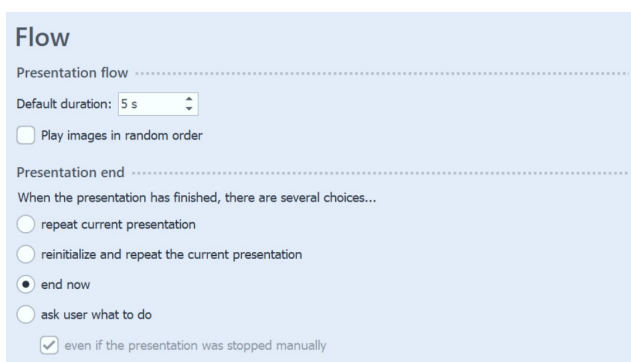 Flow
Presentation flow
Default duration: 5 s
Play images in random order
Presentation end
When the presentation has finished, there are several choices...
repeat current presentation
reinitialize and repeat the current presentation
end now
ask user what to do
even if the presentation was stopped manually